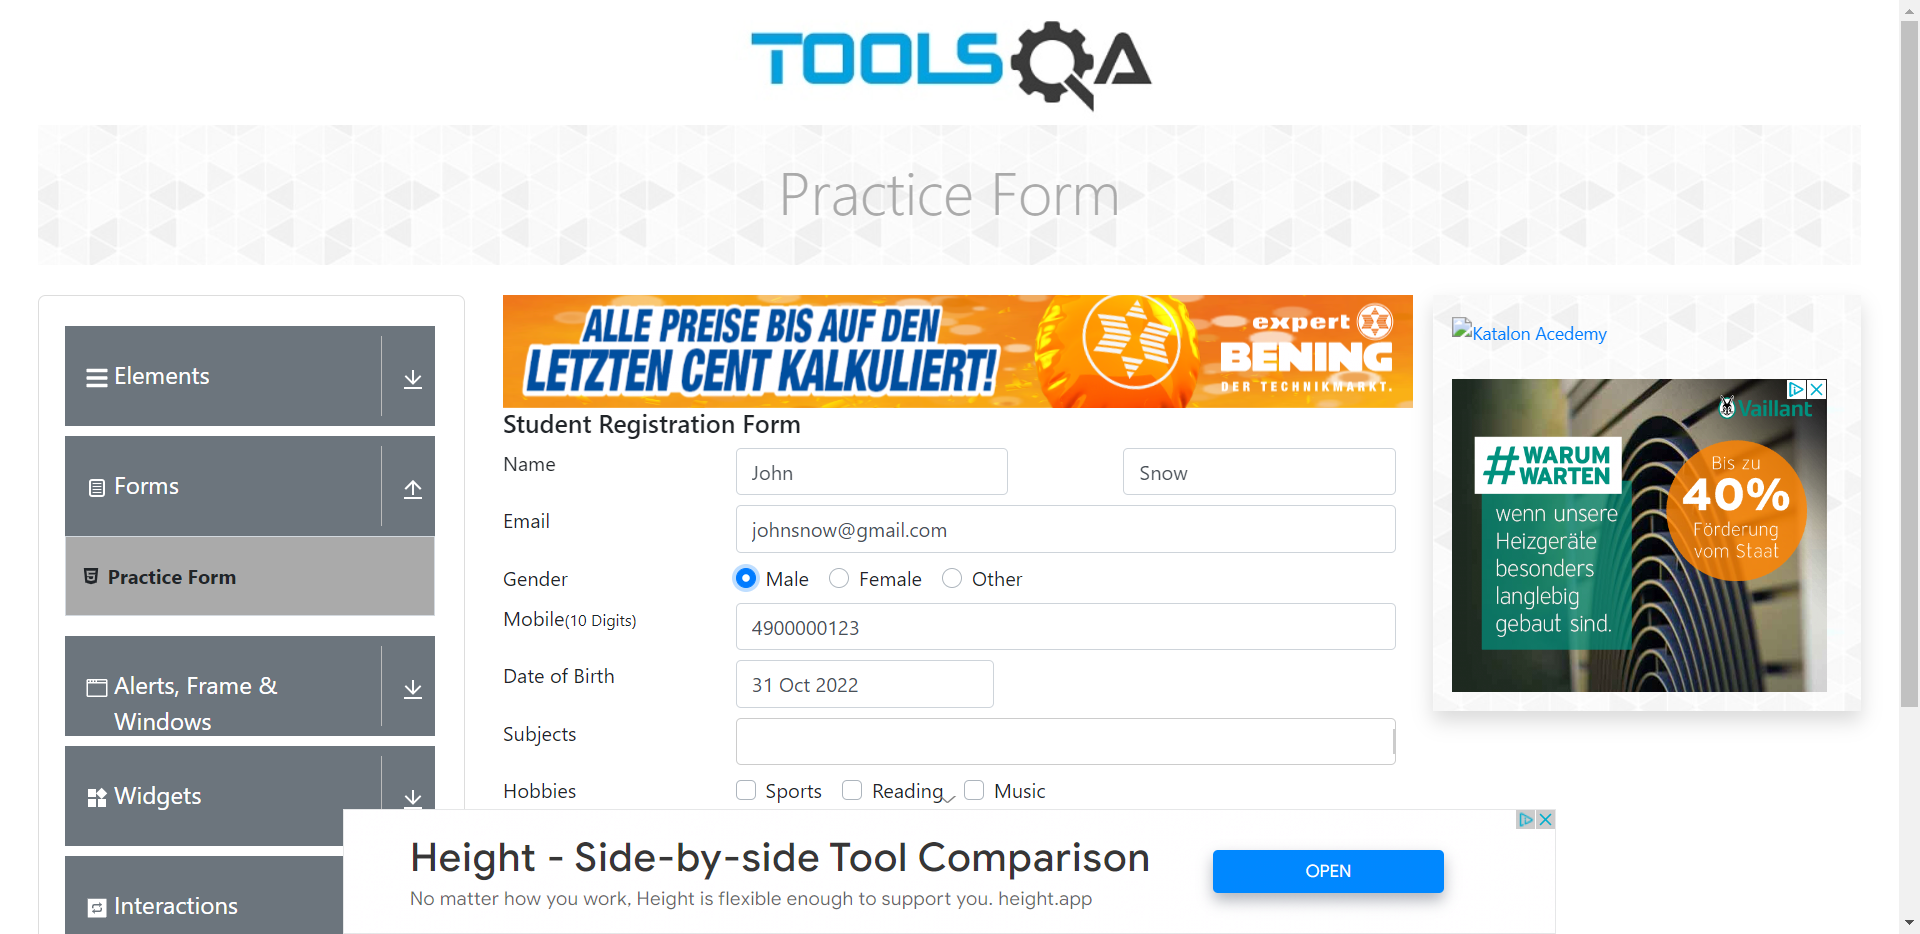 TOOLSQA
Practice Form
Elements
Forms
Practice Form
Alerts, Frame &
Windows
Widgets
Interactions
ALLE PREISE BIS AUF DEN
LETZTEN CENT KALKULIERT!
expert
BENING
DER TECHNIKMARKT.
Student Registration Form
Name
John
Snow
Email
johnsnow@gmail.com
Gender
Male
Female
Other
Mobile(10 Digits)
4900000123
Date of Birth
31 Oct 2022
Subjects
Hobbies
Sports
Reading
Music
Katalon Acedemy
Vaillant
#WARUM
WARTEN
wenn unsere
Heizgeräte
besonders
langlebig
gebaut sind.
Bis zu
40%
Förderung
vom Staat
Height - Side-by-side Tool Comparison
No matter how you work, Height is flexible enough to support you. height.app
OPEN